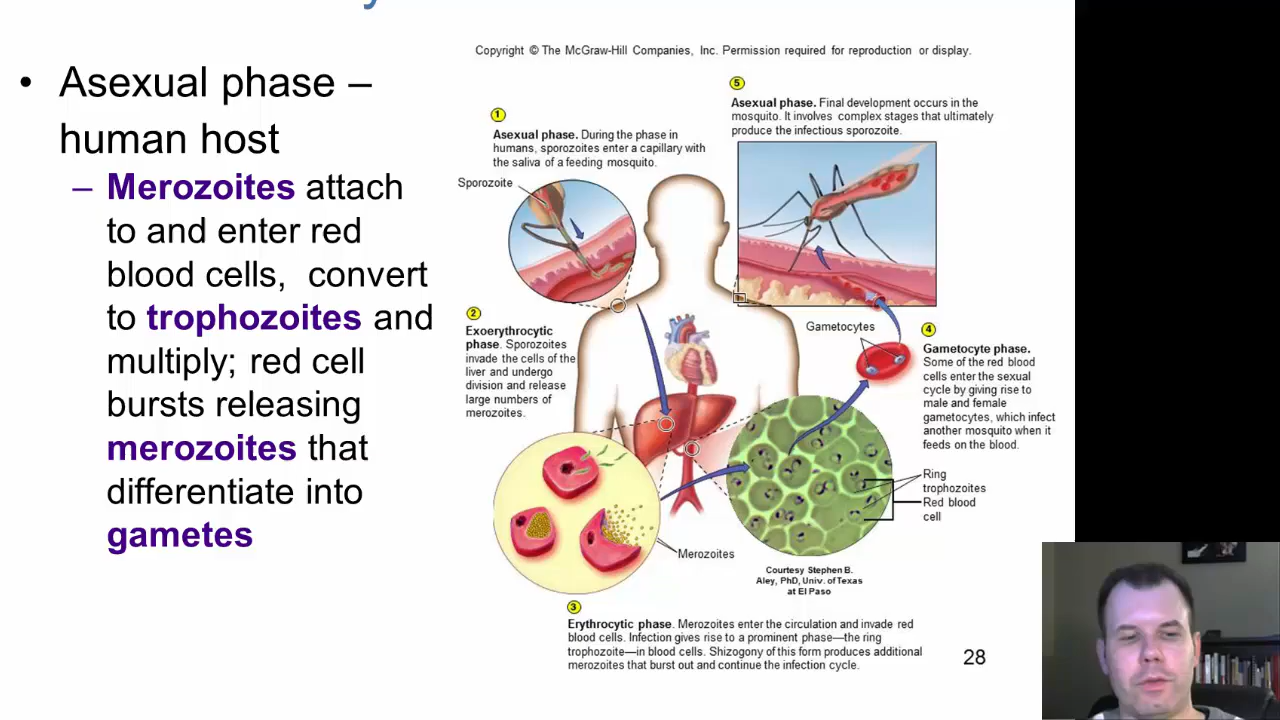 Copyright © The McGraw-Hill Companies, Inc. Permission required for reproduction or display.
• Asexual phase –
human host
– Merozoites attach
to and enter red
blood cells, convert
to trophozoites and
multiply; red cell
bursts releasing
merozoites that
differentiate into
gametes
1
Asexual phase. During the phase in
humans, sporozoites enter a capillary with
the saliva of a feeding mosquito.
Sporozoite
5
Asexual phase. Final development occurs in the
mosquito. It involves complex stages that ultimately
produce the infectious sporozoite.
2
Exoerythrocytic
phase. Sporozoites
invade the cells of the
liver and undergo
division and release
large numbers of
merozoites.
Gametocytes
4
Gametocyte phase.
Some of the red blood
cells enter the sexual
cycle by giving rise to
male and female
gametocytes, which infect
another mosquito when it
feeds on the blood.
Ring
trophozoites
Red blood
cell
Merozoites
Courtesy Stephen B.
Aley, PhD, Univ. of Texas
at El Paso
3
Erythrocytic phase. Merozoites enter the circulation and invade red
blood cells. Infection gives rise to a prominent phase—the ring
trophozoite—in blood cells. Shizogony of this form produces additional
merozoites that burst out and continue the infection cycle.
28